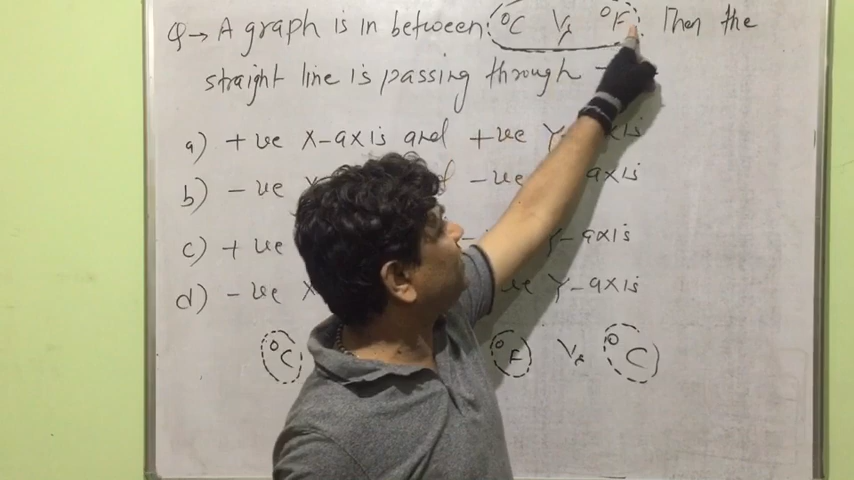 Q→ A graph is in between °C Vs °F. Then the
straight line is passing through
a) +ve X-axis and +ve Y-axis
b) -ve -ve axis
c) +ve Y-axis
d) -ve X Y-axis
°C °F Vs °C